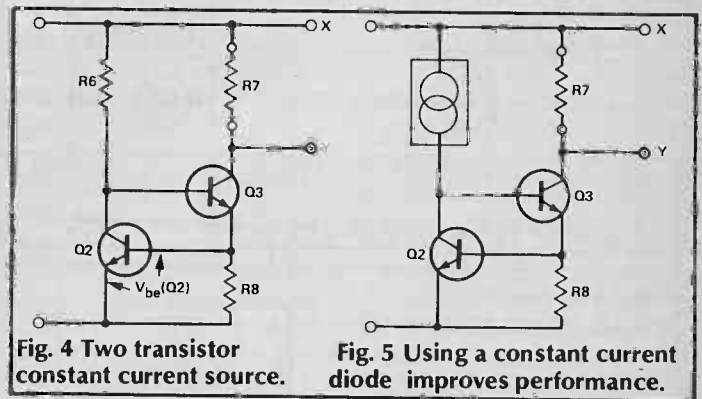 X
R6
R7
Y
Q3
Q2
V_be(Q2)
R8
Fig. 4 Two transistor
constant current source.
X
R7
Y
Q3
Q2
R8
Fig. 5 Using a constant current
diode improves performance.